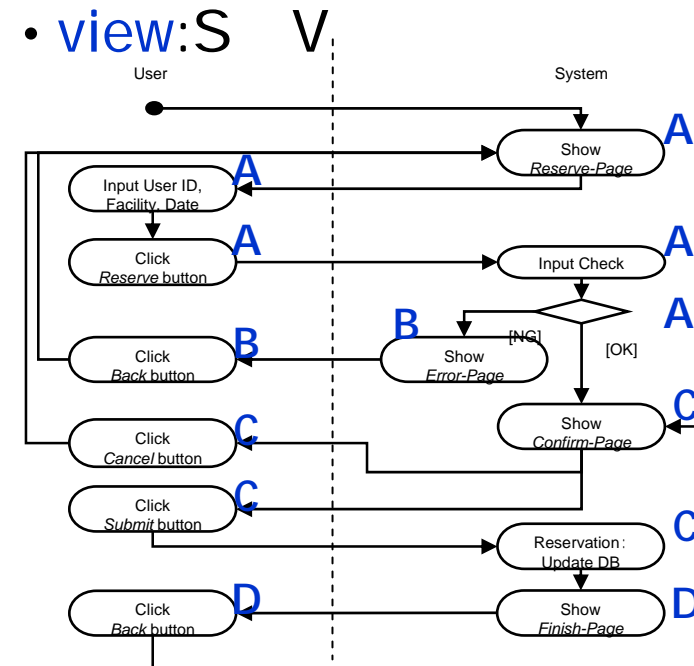 • view:S V
User
System
Show
Reserve-Page
A
Input User ID,
Facility, Date
A
Click
Reserve button
A
Input Check
A
A
B
[NG]
[OK]
Click
Back button
B
Show
Error-Page
Show
Confirm-Page
C
Click
Cancel button
C
Click
Submit button
C
Reservation:
Update DB
C
Click
Back button
D
Show
Finish-Page
D